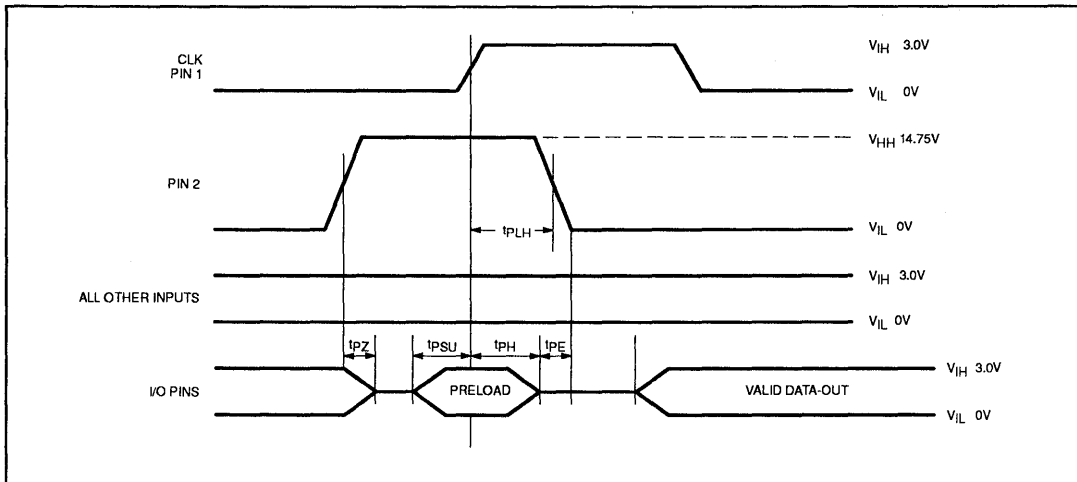 CLK
PIN 1
VIH 3.0V
VIL 0V
PIN 2
VHH 14.75V
tPLH
VIL 0V
ALL OTHER INPUTS
VIH 3.0V
VIL 0V
tPZ
tPSU
tPH
tPE
I/O PINS
PRELOAD
VALID DATA-OUT
VIH 3.0V
VIL 0V